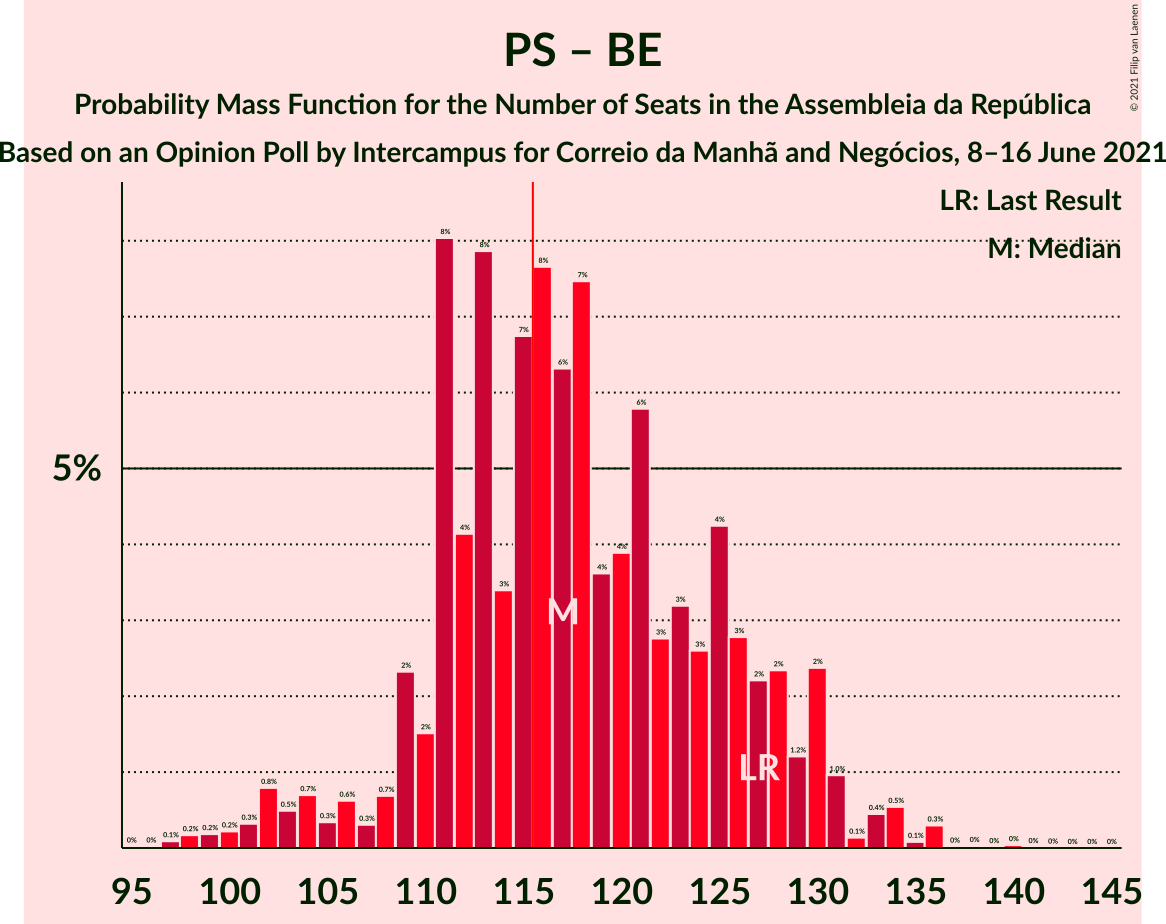 PS – BE
Probability Mass Function for the Number of Seats in the Assembleia da República
Based on an Opinion Poll by Intercampus for Correio da Manhã and Negócios, 8–16 June 2021
© 2021 Filip van Laenen
LR: Last Result
M: Median
5%
0% 0% 0.1% 0.2% 0.2% 0.2% 0.3% 0.8% 0.5% 0.7% 0.3% 0.6% 0.3% 0.7% 2% 2% 8% 4% 8% 3% 7% 8% 6% 7% 4% 4% 6% 3% 3% 3% 4% 3% 2% 2% 1.2% 2% 1.0% 0.1% 0.4% 0.5% 0.1% 0.3% 0% 0% 0% 0% 0% 0% 0% 0% 0%
M
LR
95 100 105 110 115 120 125 130 135 140 145